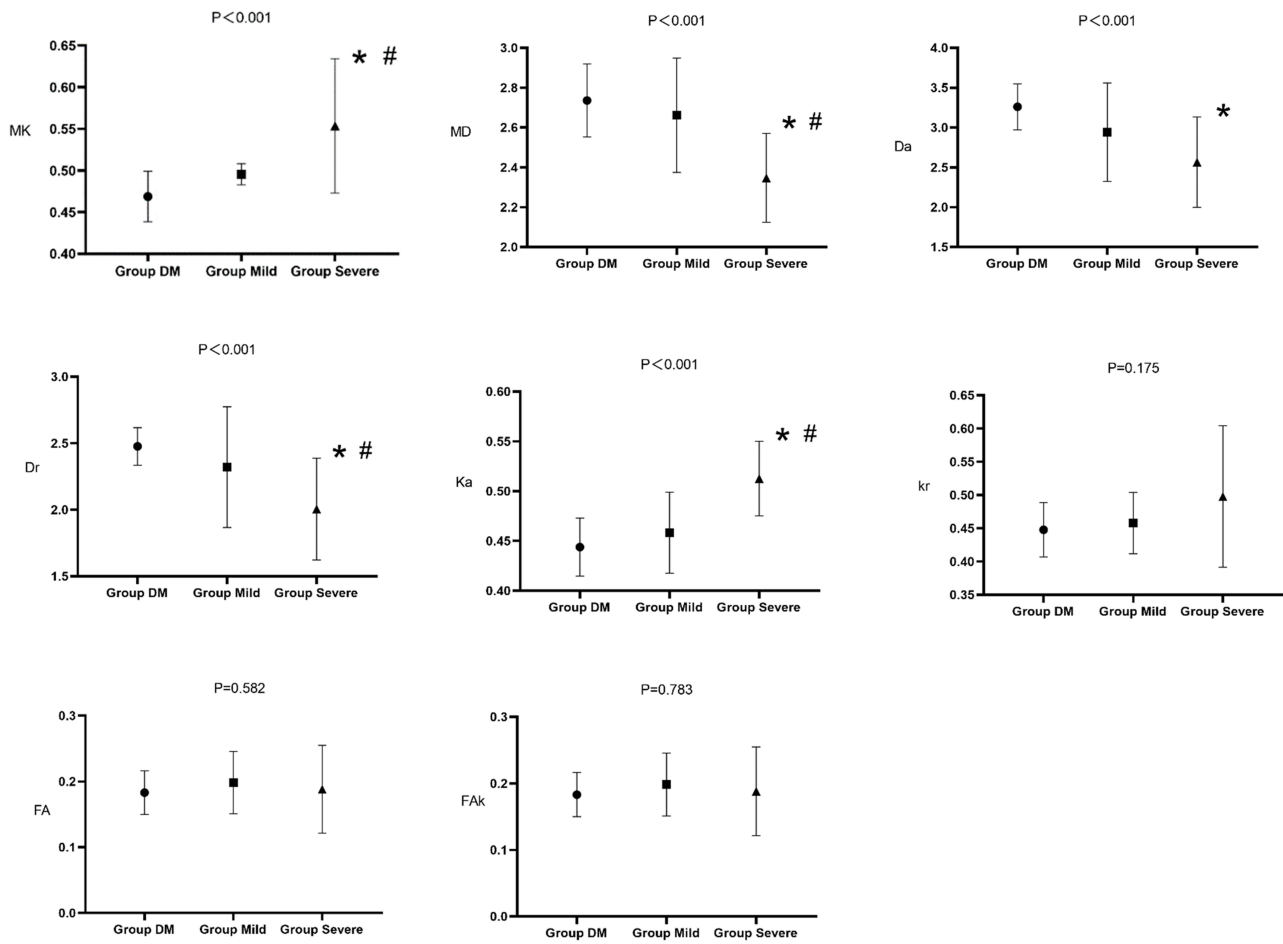 P<0.001
MK
0.65
0.60
0.55
0.50
0.45
0.40
* #
Group DM Group Mild Group Severe
P<0.001
MD
3.0
2.8
2.6
2.4
2.2
2.0
* #
Group DM Group Mild Group Severe
P<0.001
Da
4.0
3.5
3.0
2.5
2.0
1.5
*
Group DM Group Mild Group Severe
P<0.001
Dr
3.0
2.5
2.0
1.5
* #
Group DM Group Mild Group Severe
P<0.001
Ka
0.60
0.55
0.50
0.45
0.40
* #
Group DM Group Mild Group Severe
P=0.175
kr
0.65
0.60
0.55
0.50
0.45
0.40
0.35
Group DM Group Mild Group Severe
P=0.582
FA
0.3
0.2
0.1
0.0
Group DM Group Mild Group Severe
P=0.783
FAk
0.3
0.2
0.1
0.0
Group DM Group Mild Group Severe